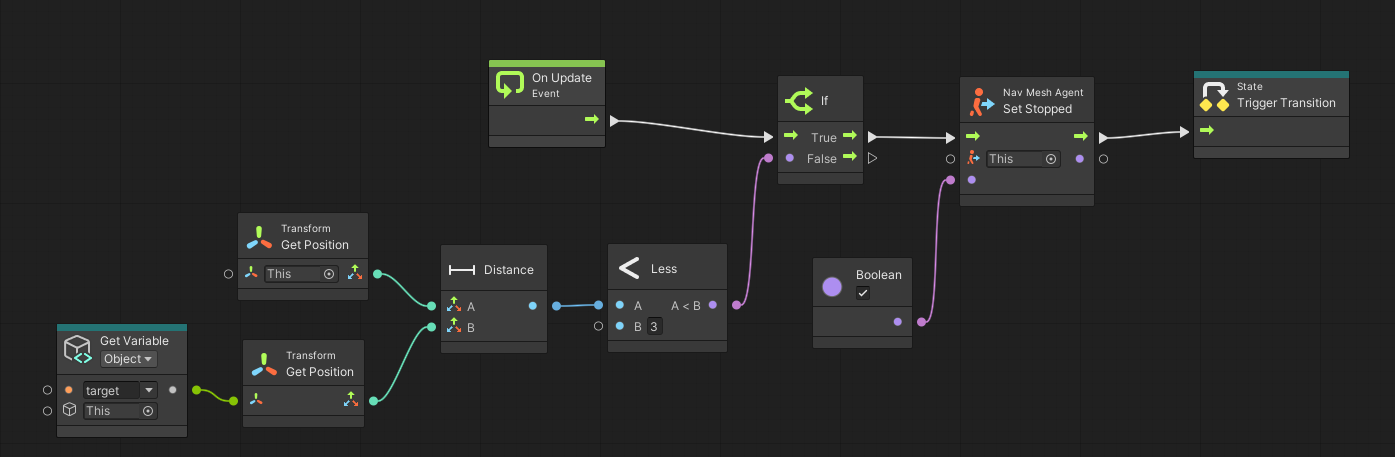 On Update
Event
If
True
False
Nav Mesh Agent
Set Stopped
This
State
Trigger Transition
Transform
Get Position
This
Distance
A
B
Less
A A < B
B 3
Boolean
Get Variable
Object
target
This
Transform
Get Position